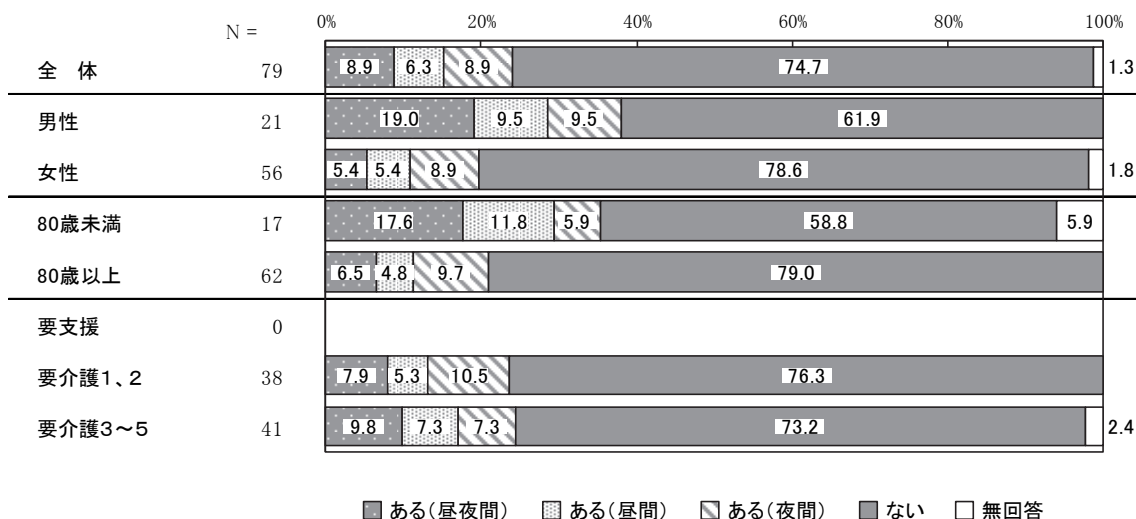 N =
0% 20% 40% 60% 80% 100%
全 体 79 8.9 6.3 8.9 74.7 1.3
男性 21 19.0 9.5 9.5 61.9
女性 56 5.4 5.4 8.9 78.6 1.8
80歳未満 17 17.6 11.8 5.9 58.8 5.9
80歳以上 62 6.5 4.8 9.7 79.0
要支援 0
要介護1、2 38 7.9 5.3 10.5 76.3
要介護3～5 41 9.8 7.3 7.3 73.2 2.4
ある(昼夜間) ある(昼間) ある(夜間) ない 無回答